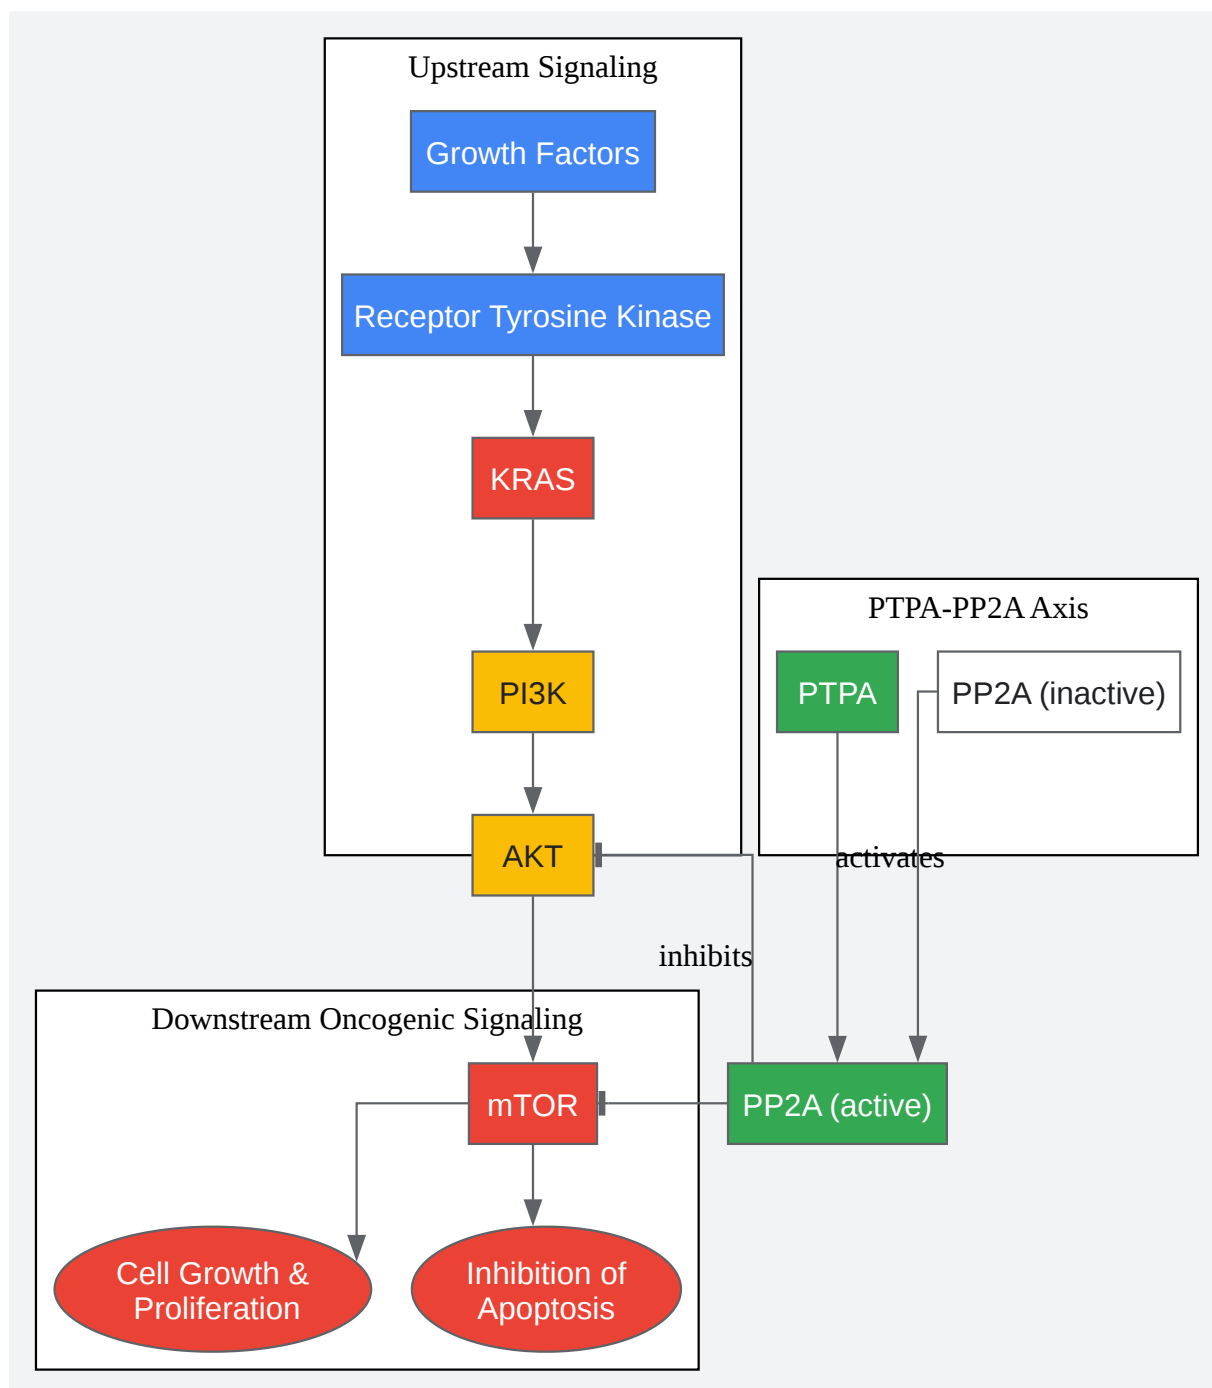 Upstream Signaling
Growth Factors
Receptor Tyrosine Kinase
KRAS
PTPA-PP2A Axis
PI3K
PTPA
PP2A (inactive)
AKT
activates
inhibits
Downstream Oncogenic Signaling
mTOR
PP2A (active)
Cell Growth &
Proliferation
Inhibition of
Apoptosis